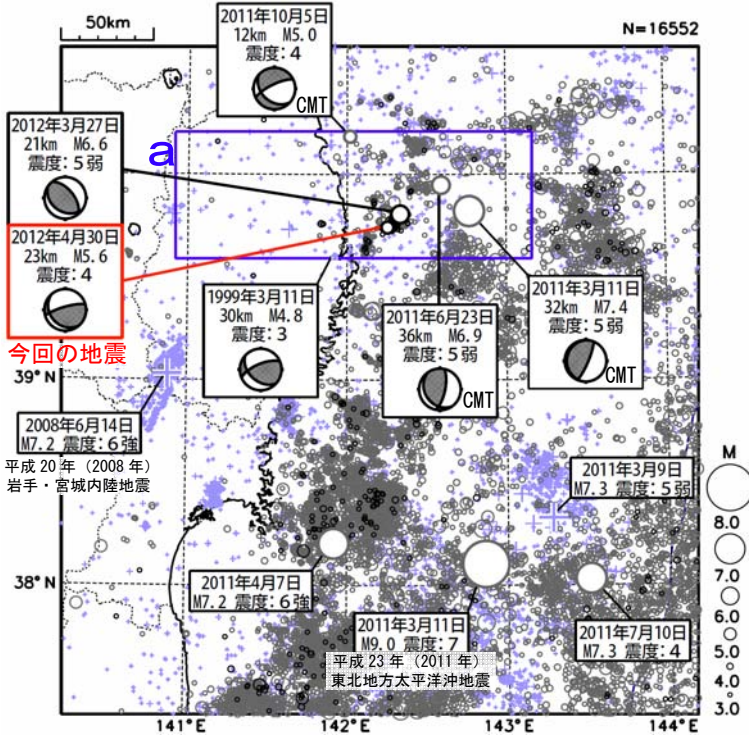 50km
N=16552
2011年10月5日
12km M5.0
震度：4
CMT
2012年3月27日
21km M6.6
震度：5弱
a
2012年4月30日
23km M5.6
震度：4
今回の地震
1999年3月11日
30km M4.8
震度：3
2011年6月23日
36km M6.9
震度：5弱
CMT
2011年3月11日
32km M7.4
震度：5弱
CMT
39°N
2008年6月14日
M7.2 震度：6強
平成20年（2008年）
岩手・宮城内陸地震
2011年3月9日
M7.3 震度：5弱
38°N
2011年4月7日
M7.2 震度：6強
2011年3月11日
M9.0 震度：7
平成23年（2011年）
東北地方太平洋沖地震
2011年7月10日
M7.3 震度：4
M
8.0
7.0
6.0
5.0
4.0
3.0
141°E
142°E
143°E
144°E